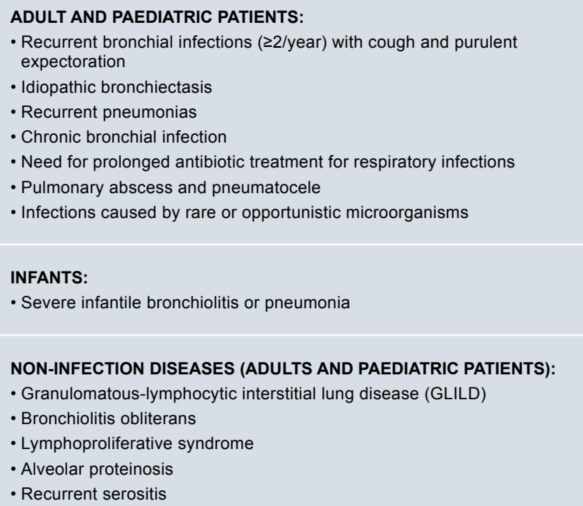 ADULT AND PAEDIATRIC PATIENTS:
• Recurrent bronchial infections (≥2/year) with cough and purulent
expectoration
• Idiopathic bronchiectasis
• Recurrent pneumonias
• Chronic bronchial infection
• Need for prolonged antibiotic treatment for respiratory infections
• Pulmonary abscess and pneumatocele
• Infections caused by rare or opportunistic microorganisms
INFANTS:
• Severe infantile bronchiolitis or pneumonia
NON-INFECTION DISEASES (ADULTS AND PAEDIATRIC PATIENTS):
• Granulomatous-lymphocytic interstitial lung disease (GLILD)
• Bronchiolitis obliterans
• Lymphoproliferative syndrome
• Alveolar proteinosis
• Recurrent serositis